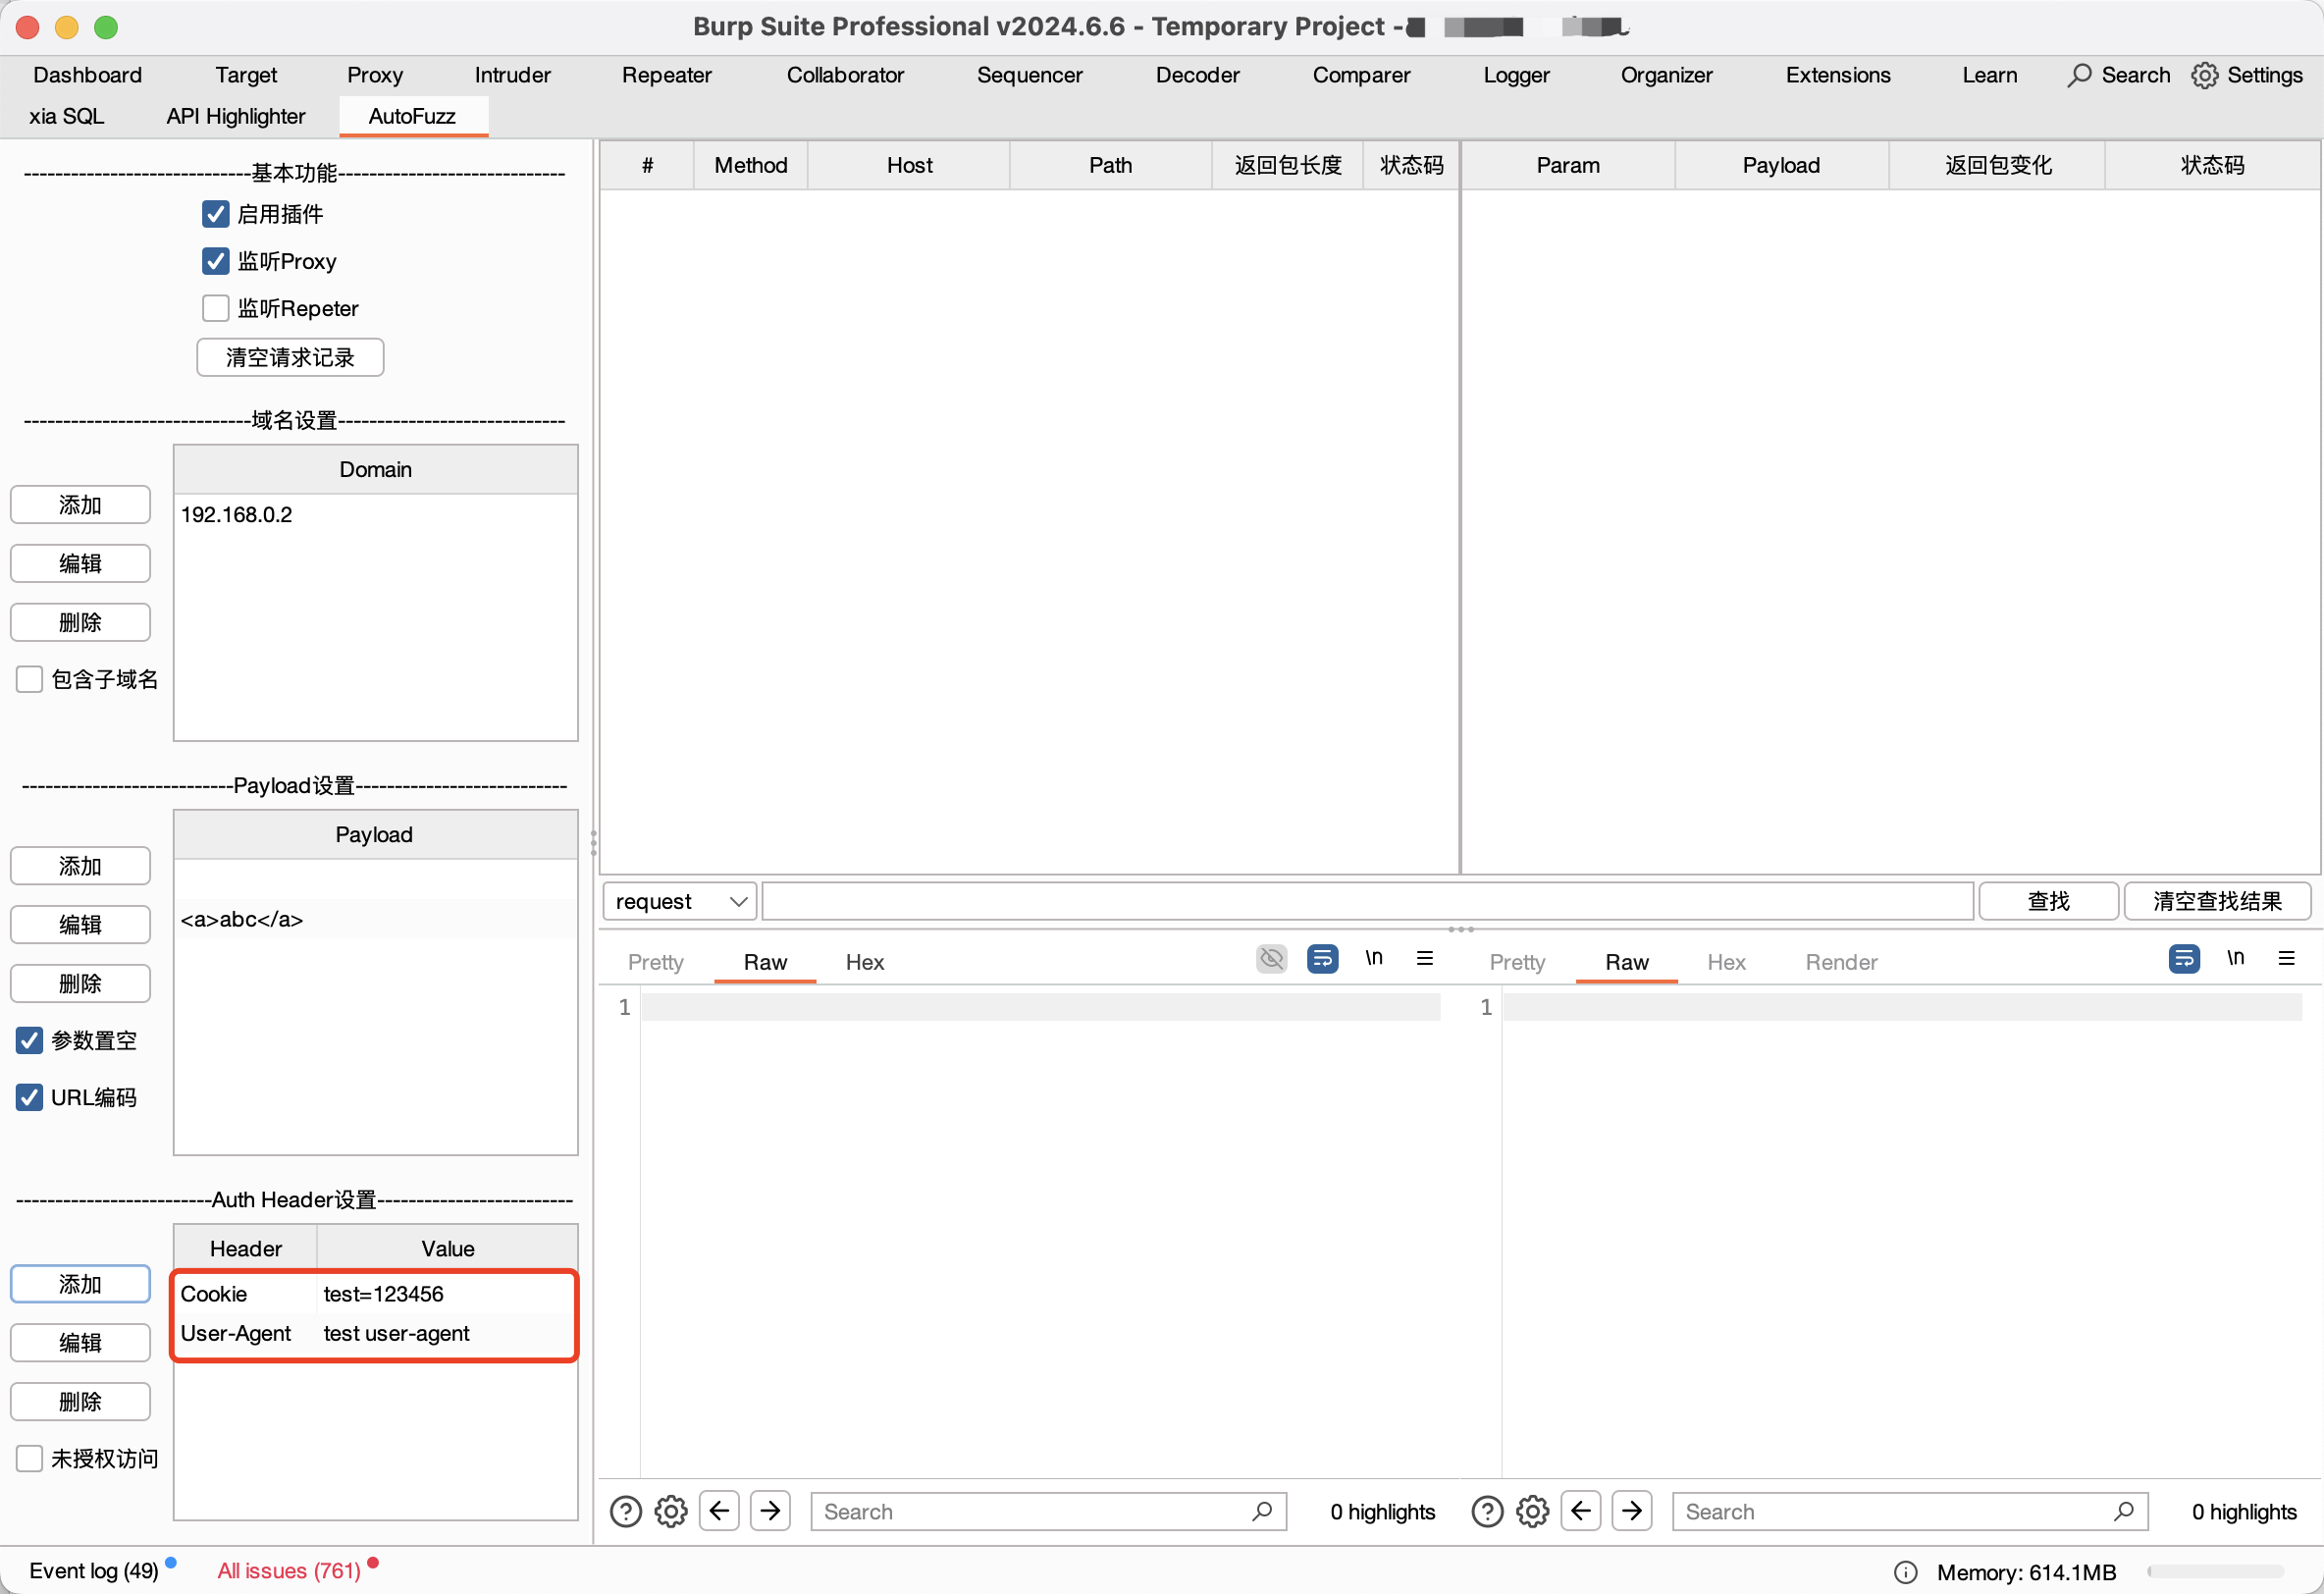 Burp Suite Professional v2024.6.6 - Temporary Project -
Dashboard Target Proxy Intruder Repeater Collaborator Sequencer Decoder Comparer Logger Organizer Extensions Learn Search Settings
xia SQL API Highlighter AutoFuzz
-----------------------------基本功能-----------------------------
启用插件
监听Proxy
监听Repeter
清空请求记录
-----------------------------域名设置-----------------------------
Domain
添加
192.168.0.2
编辑
删除
包含子域名
---------------------------Payload设置---------------------------
Payload
添加
<a>abc</a>
编辑
删除
参数置空
URL编码
-------------------------Auth Header设置-------------------------
Header Value
添加
Cookie test=123456
User-Agent test user-agent
编辑
删除
未授权访问
# Method Host Path 返回包长度 状态码
Param Payload 返回包变化 状态码
request 查找 清空查找结果
Pretty Raw Hex \n
Pretty Raw Hex Render \n
1
1
Search 0 highlights
Search 0 highlights
Event log (49) All issues (761) Memory: 614.1MB